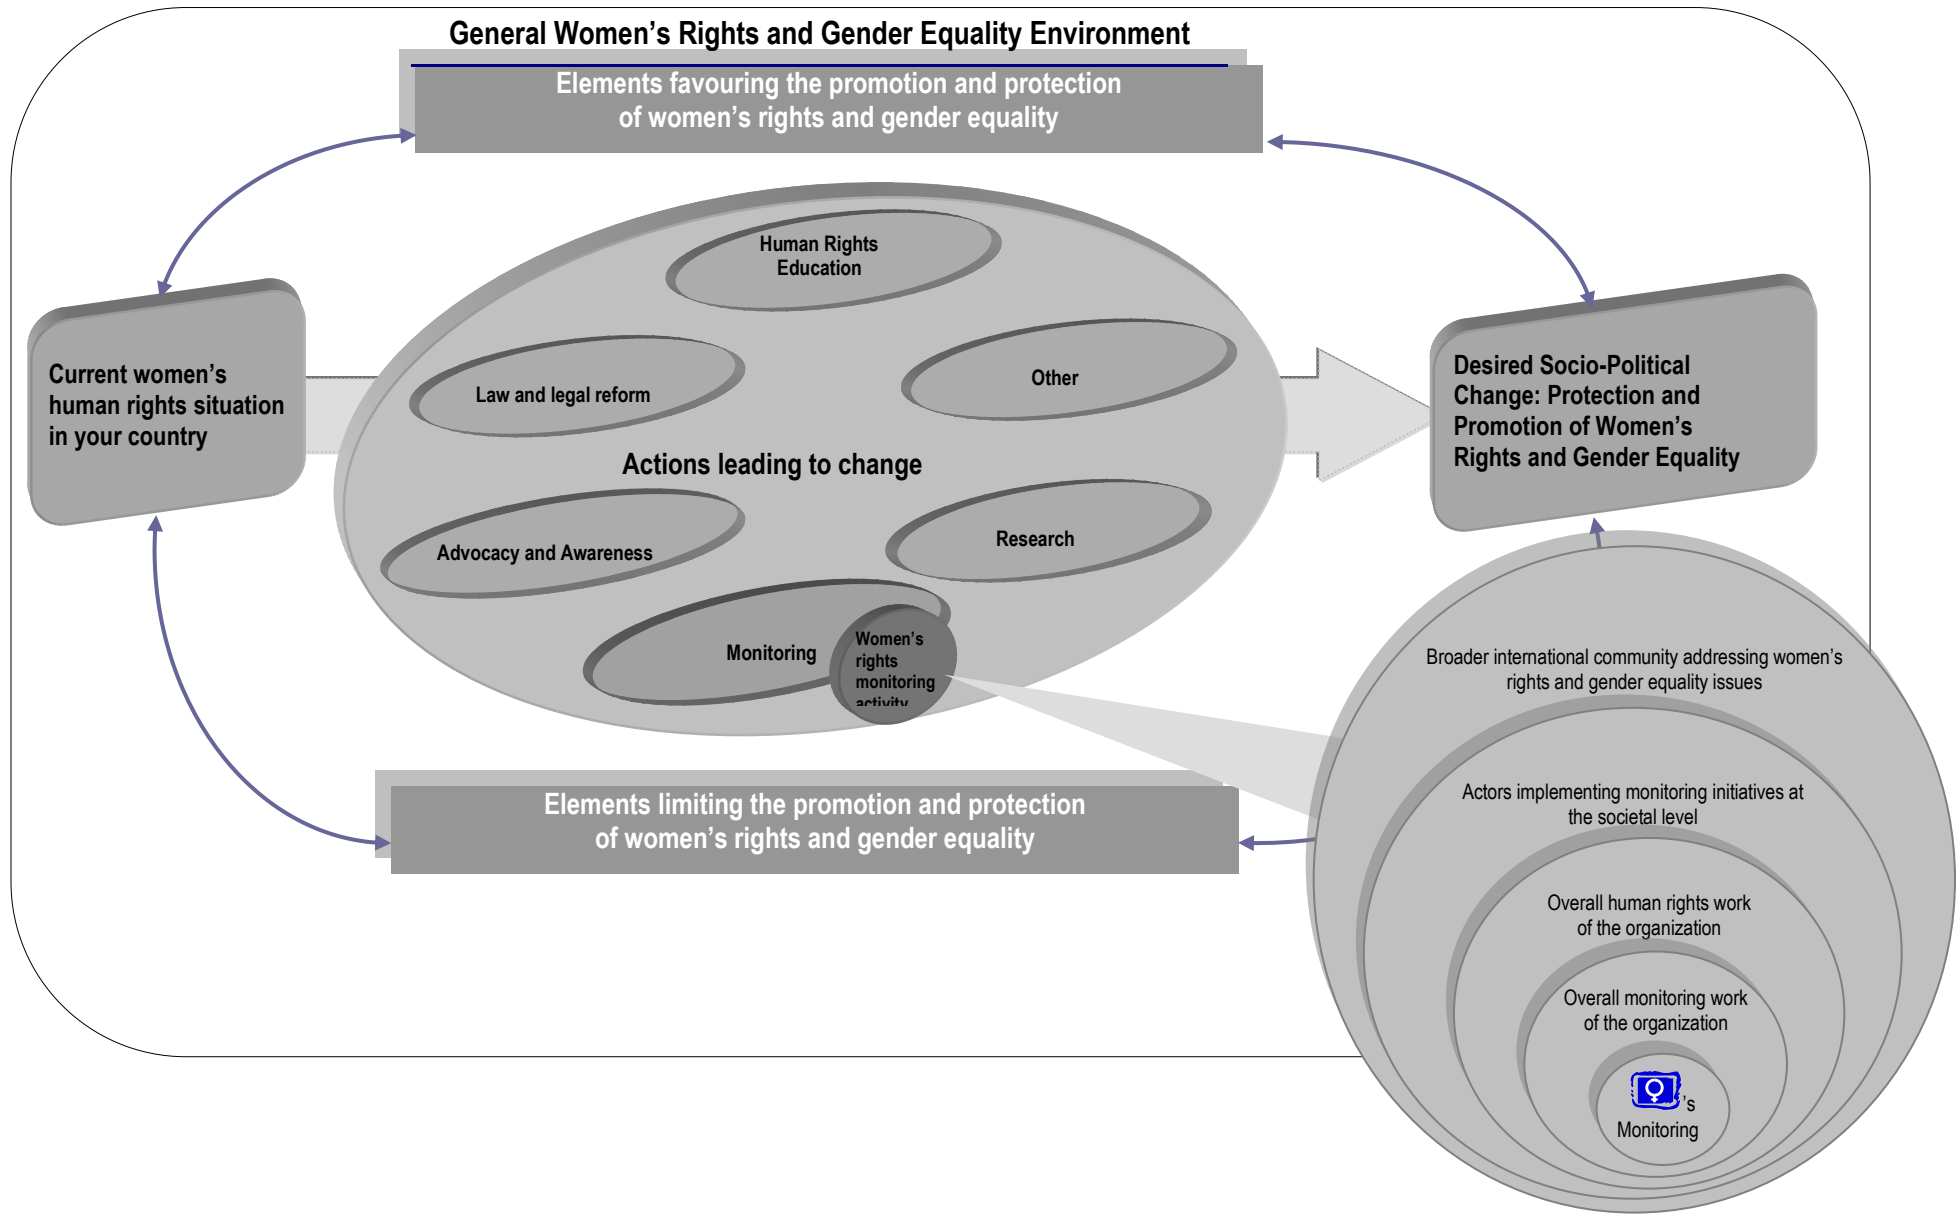 General Women’s Rights and Gender Equality Environment
Elements favouring the promotion and protection
of women’s rights and gender equality
Human Rights
Education
Law and legal reform
Other
Current women’s
human rights situation
in your country
Desired Socio-Political
Change: Protection and
Promotion of Women’s
Rights and Gender Equality
Actions leading to change
Advocacy and Awareness
Research
Monitoring
Women’s
rights
monitoring
activity
Elements limiting the promotion and protection
of women’s rights and gender equality
Broader international community addressing women’s
rights and gender equality issues
Actors implementing monitoring initiatives at
the societal level
Overall human rights work
of the organization
Overall monitoring work
of the organization
’s
Monitoring